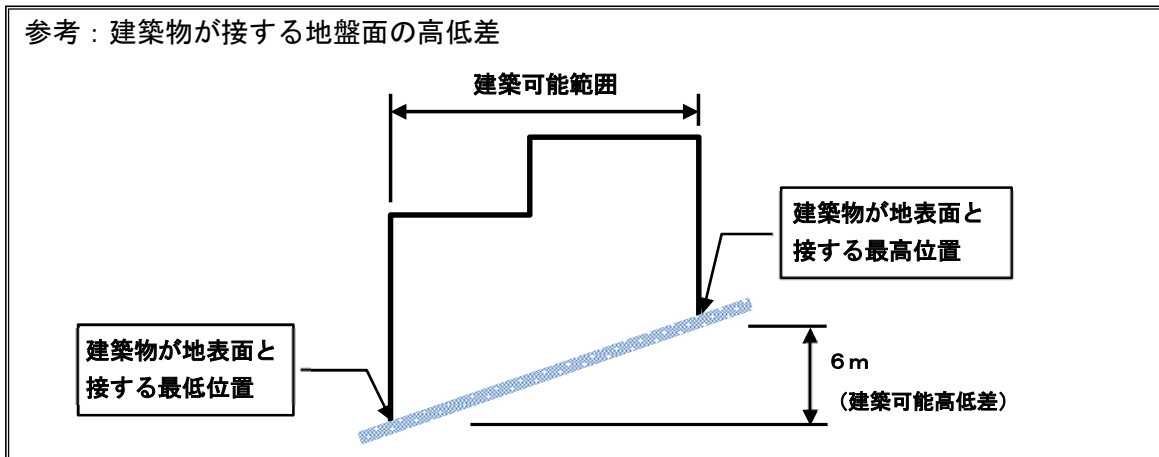 参考：建築物が接する地盤面の高低差
建築可能範囲
建築物が地表面と
接する最高位置
建築物が地表面と
接する最低位置
６ｍ
（建築可能高低差）